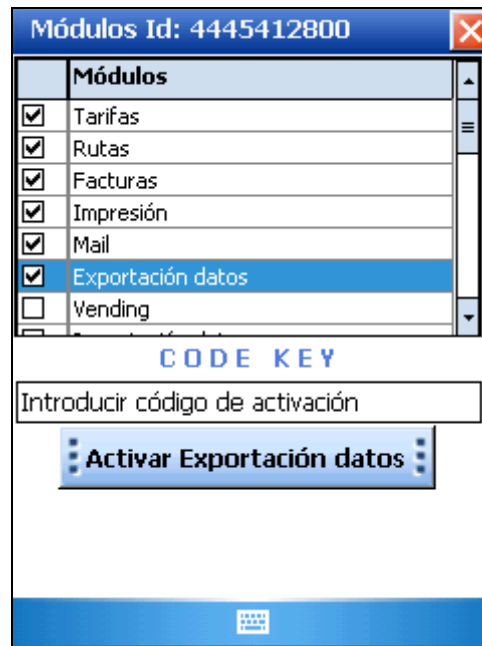 Módulos Id: 4445412800
Módulos
Tarifas
Rutas
Facturas
Impresión
Mail
Exportación datos
Vending
CODE KEY
Introducir código de activación
Activar Exportación datos